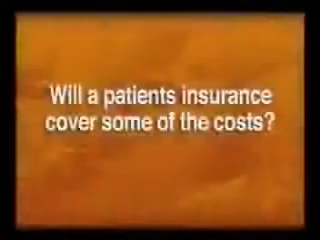 Will a patients insurance
cover some of the costs?